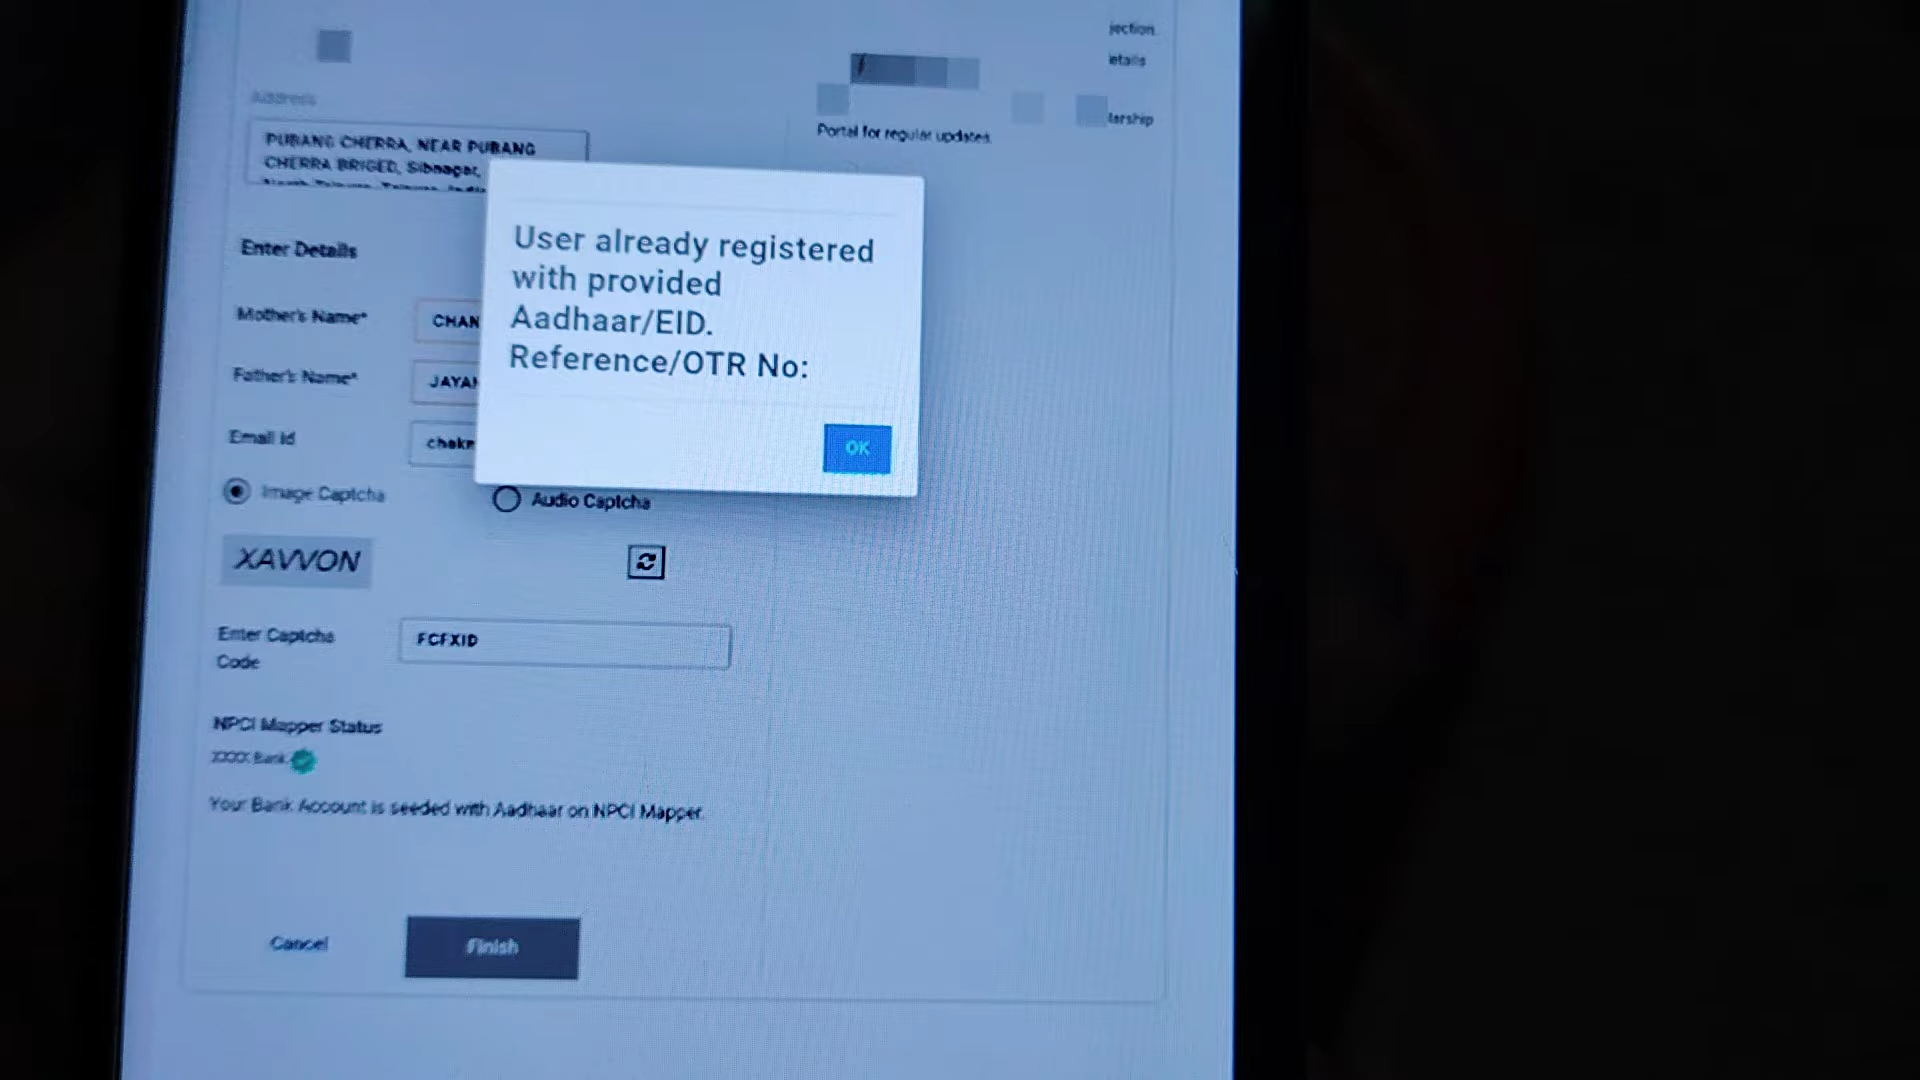 jection.
etails
Address
PUBANG CHERRA, NEAR PUBANG
CHERRA BRIGED, Sibnagar,
larship
Portal for regular updates
Enter Details
Mother's Name*
CHAN
Father's Name*
JAYAN
Email id
chakr
User already registered
with provided
Aadhaar/EID.
Reference/OTR No:
OK
Image Captcha
Audio Captcha
XAVVON
Enter Captcha
Code
FCFXID
NPCI Mapper Status
XXXX Bank
Your Bank Account is seeded with Aadhaar on NPCI Mapper.
Cancel
Finish